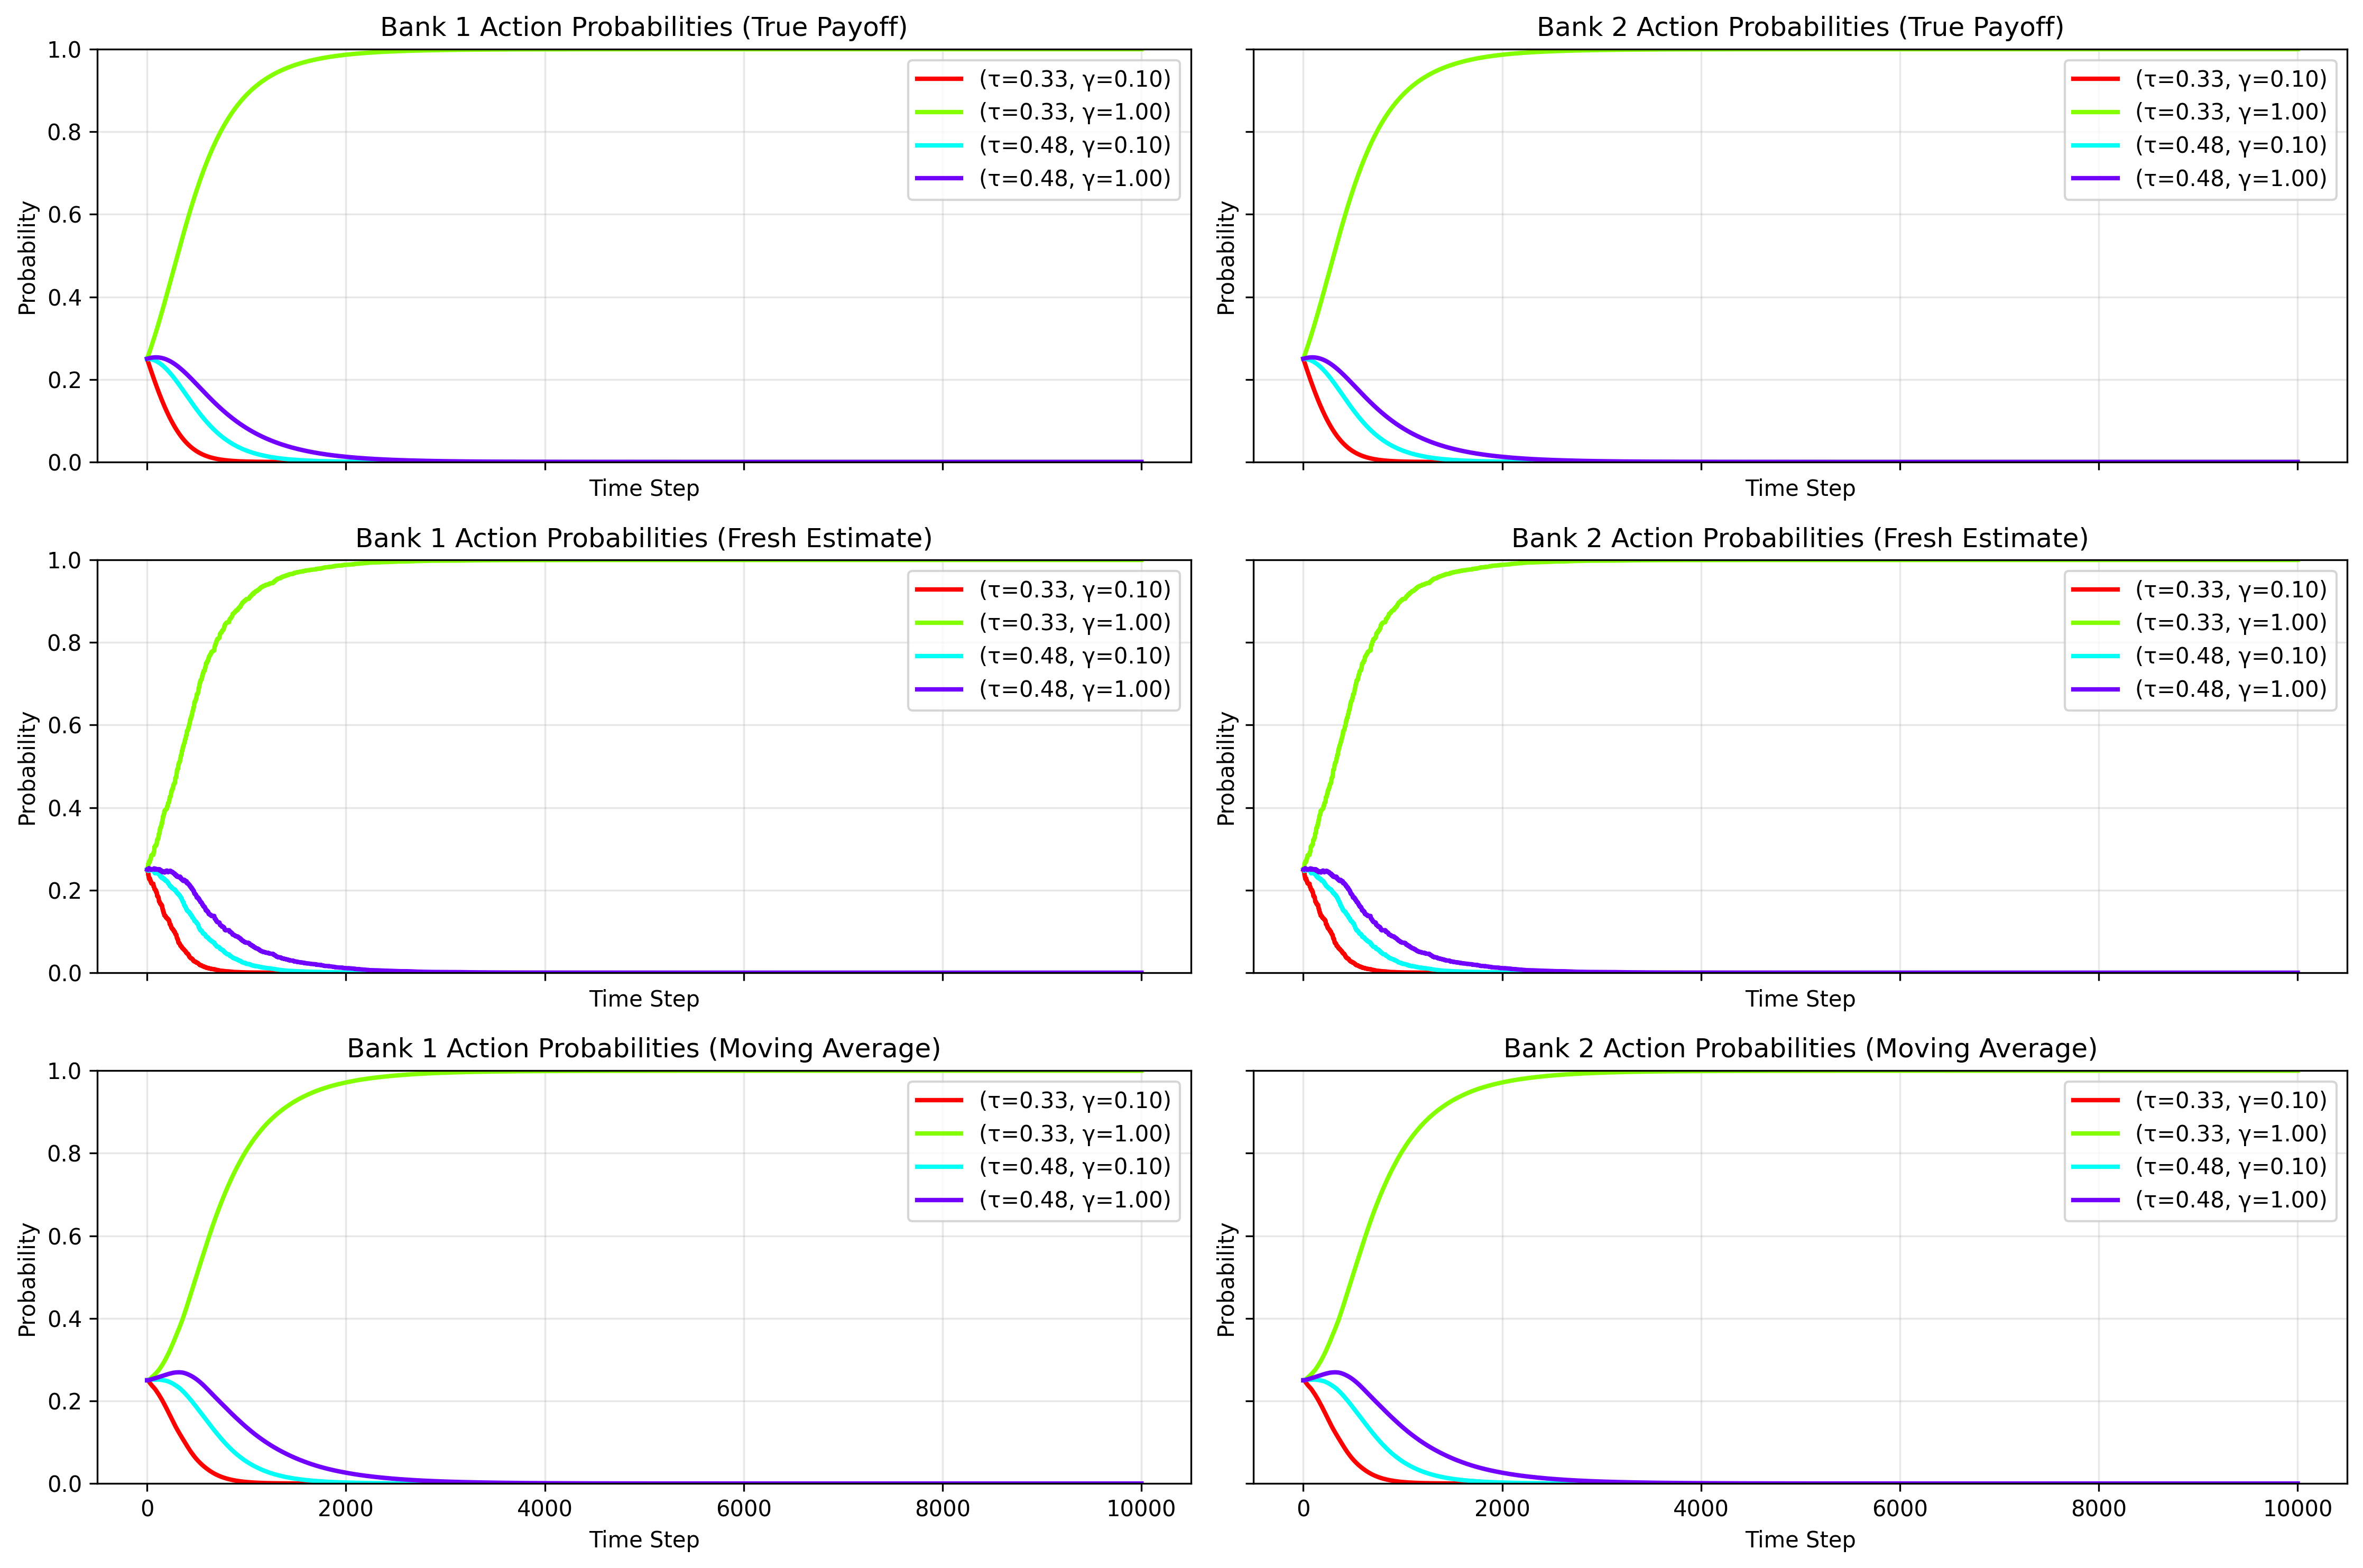 Bank 1 Action Probabilities (True Payoff)
Probability
1.0
0.8
0.6
0.4
0.2
0.0
(τ=0.33, γ=0.10)
(τ=0.33, γ=1.00)
(τ=0.48, γ=0.10)
(τ=0.48, γ=1.00)
Time Step
Bank 2 Action Probabilities (True Payoff)
Probability
(τ=0.33, γ=0.10)
(τ=0.33, γ=1.00)
(τ=0.48, γ=0.10)
(τ=0.48, γ=1.00)
Time Step
Bank 1 Action Probabilities (Fresh Estimate)
Probability
1.0
0.8
0.6
0.4
0.2
0.0
(τ=0.33, γ=0.10)
(τ=0.33, γ=1.00)
(τ=0.48, γ=0.10)
(τ=0.48, γ=1.00)
Time Step
Bank 2 Action Probabilities (Fresh Estimate)
Probability
(τ=0.33, γ=0.10)
(τ=0.33, γ=1.00)
(τ=0.48, γ=0.10)
(τ=0.48, γ=1.00)
Time Step
Bank 1 Action Probabilities (Moving Average)
Probability
1.0
0.8
0.6
0.4
0.2
0.0
(τ=0.33, γ=0.10)
(τ=0.33, γ=1.00)
(τ=0.48, γ=0.10)
(τ=0.48, γ=1.00)
0 2000 4000 6000 8000 10000
Time Step
Bank 2 Action Probabilities (Moving Average)
Probability
(τ=0.33, γ=0.10)
(τ=0.33, γ=1.00)
(τ=0.48, γ=0.10)
(τ=0.48, γ=1.00)
0 2000 4000 6000 8000 10000
Time Step